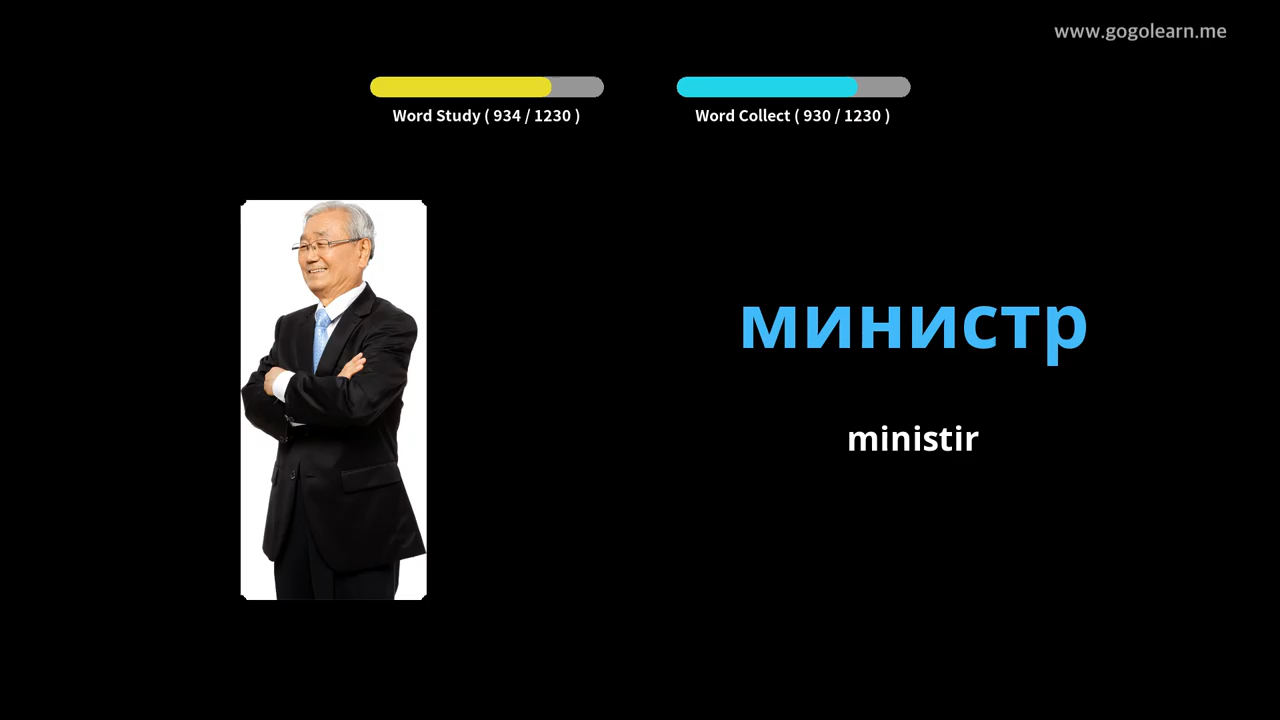 www.gogolearn.me
Word Study ( 934 / 1230 )
Word Collect ( 930 / 1230 )
министр
ministir